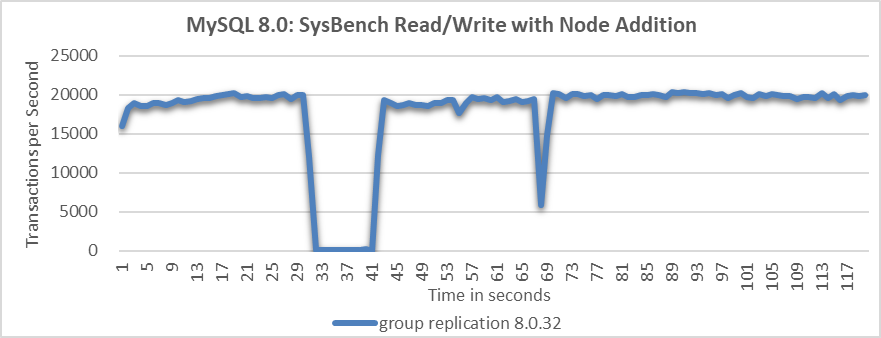 MySQL 8.0: SysBench Read/Write with Node Addition
Transactions per Second
25000
20000
15000
10000
5000
0
1 5 9 13 17 21 25 29 33 37 41 45 49 53 57 61 65 69 73 77 81 85 89 93 97 101 105 109 113 117
Time in seconds
group replication 8.0.32